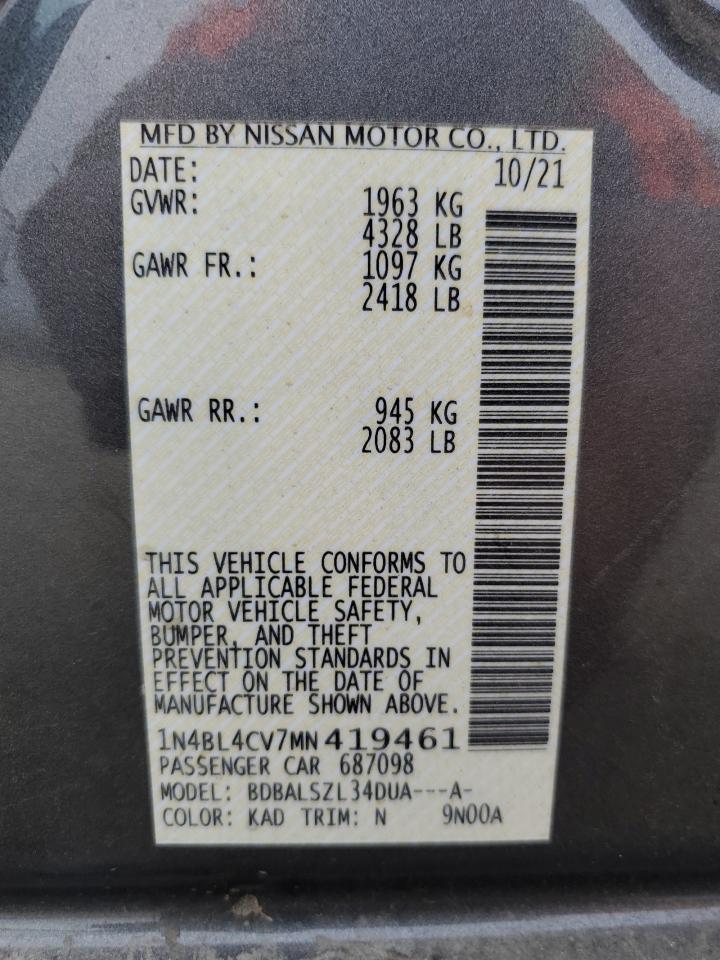 MFD BY NISSAN MOTOR CO., LTD.
DATE: 10/21
GVWR: 1963 KG
4328 LB
GAWR FR.: 1097 KG
2418 LB
GAWR RR.: 945 KG
2083 LB
THIS VEHICLE CONFORMS TO
ALL APPLICABLE FEDERAL
MOTOR VEHICLE SAFETY,
BUMPER, AND THEFT
PREVENTION STANDARDS IN
EFFECT ON THE DATE OF
MANUFACTURE SHOWN ABOVE.
1N4BL4CV7MN419461
PASSENGER CAR 687098
MODEL: BDBALSZL34DUA---A-
COLOR: KAD TRIM: N 9N00A